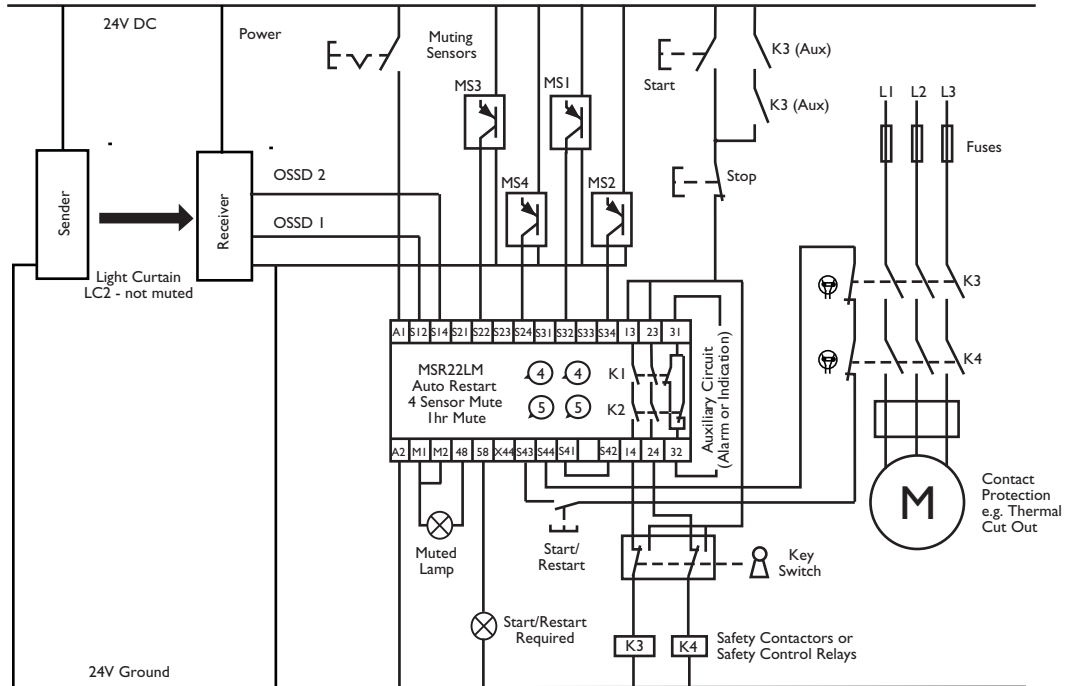 24V DC
Power
Muting
Sensors
MS3
MS1
MS4
MS2
Start
K3 (Aux)
K3 (Aux)
Stop
L1
L2
L3
Fuses
Sender
Receiver
OSSD 2
OSSD 1
Light Curtain
LC2 - not muted
K3
K4
A1 S12 S14 S21 S22 S23 S24 S31 S32 S33 S34 13 23 31
MSR22LM
Auto Restart
4 Sensor Mute
1hr Mute
4 4
5 5
K1
K2
Auxiliary Circuit
(Alarm or Indication)
A2 M1 M2 48 58 X44 S43 S44 S41 S42 14 24 32
M
Contact
Protection
e.g. Thermal
Cut Out
Muted
Lamp
Start/
Restart
Key
Switch
Start/Restart
Required
K3
K4
Safety Contactors or
Safety Control Relays
24V Ground